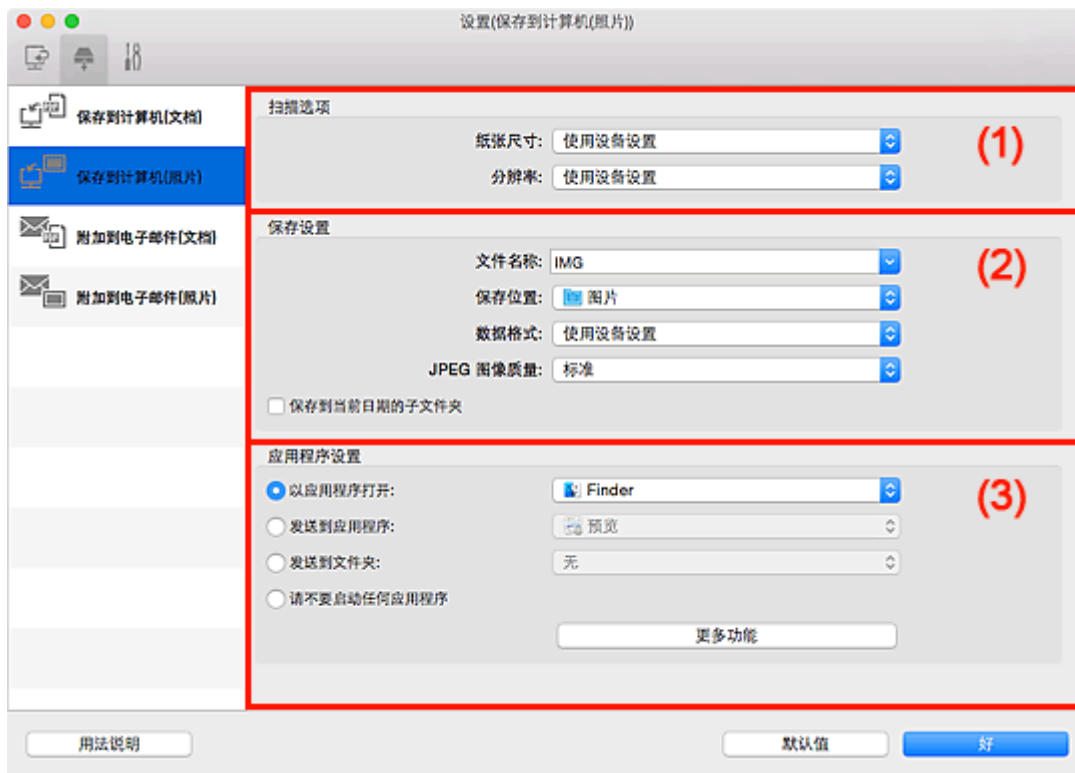 设置(保存到计算机(照片))
保存到计算机(文档)
保存到计算机(照片)
附加到电子邮件(文档)
附加到电子邮件(照片)
扫描选项
(1)
纸张尺寸: 使用设备设置
分辨率: 使用设备设置
保存设置
(2)
文件名称: IMG
保存位置: 图片
数据格式: 使用设备设置
JPEG 图像质量: 标准
保存到当前日期的子文件夹
应用程序设置
(3)
以应用程序打开: Finder
发送到应用程序: 预览
发送到文件夹: 无
请不要启动任何应用程序
更多功能
用法说明 默认值 好